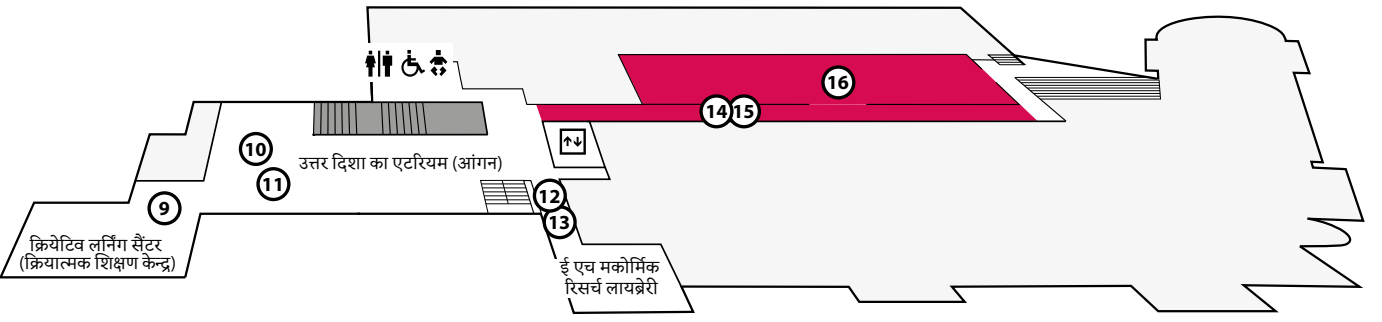 16
14 15
10
उत्तर दिशा का एटरियम (आंगन)
11
12
9
13
क्रियेटिव लर्निंग सैंटर
(क्रियात्मक शिक्षण केन्द्र)
ई एच मकोर्मिक
रिसर्च लायब्रेरी